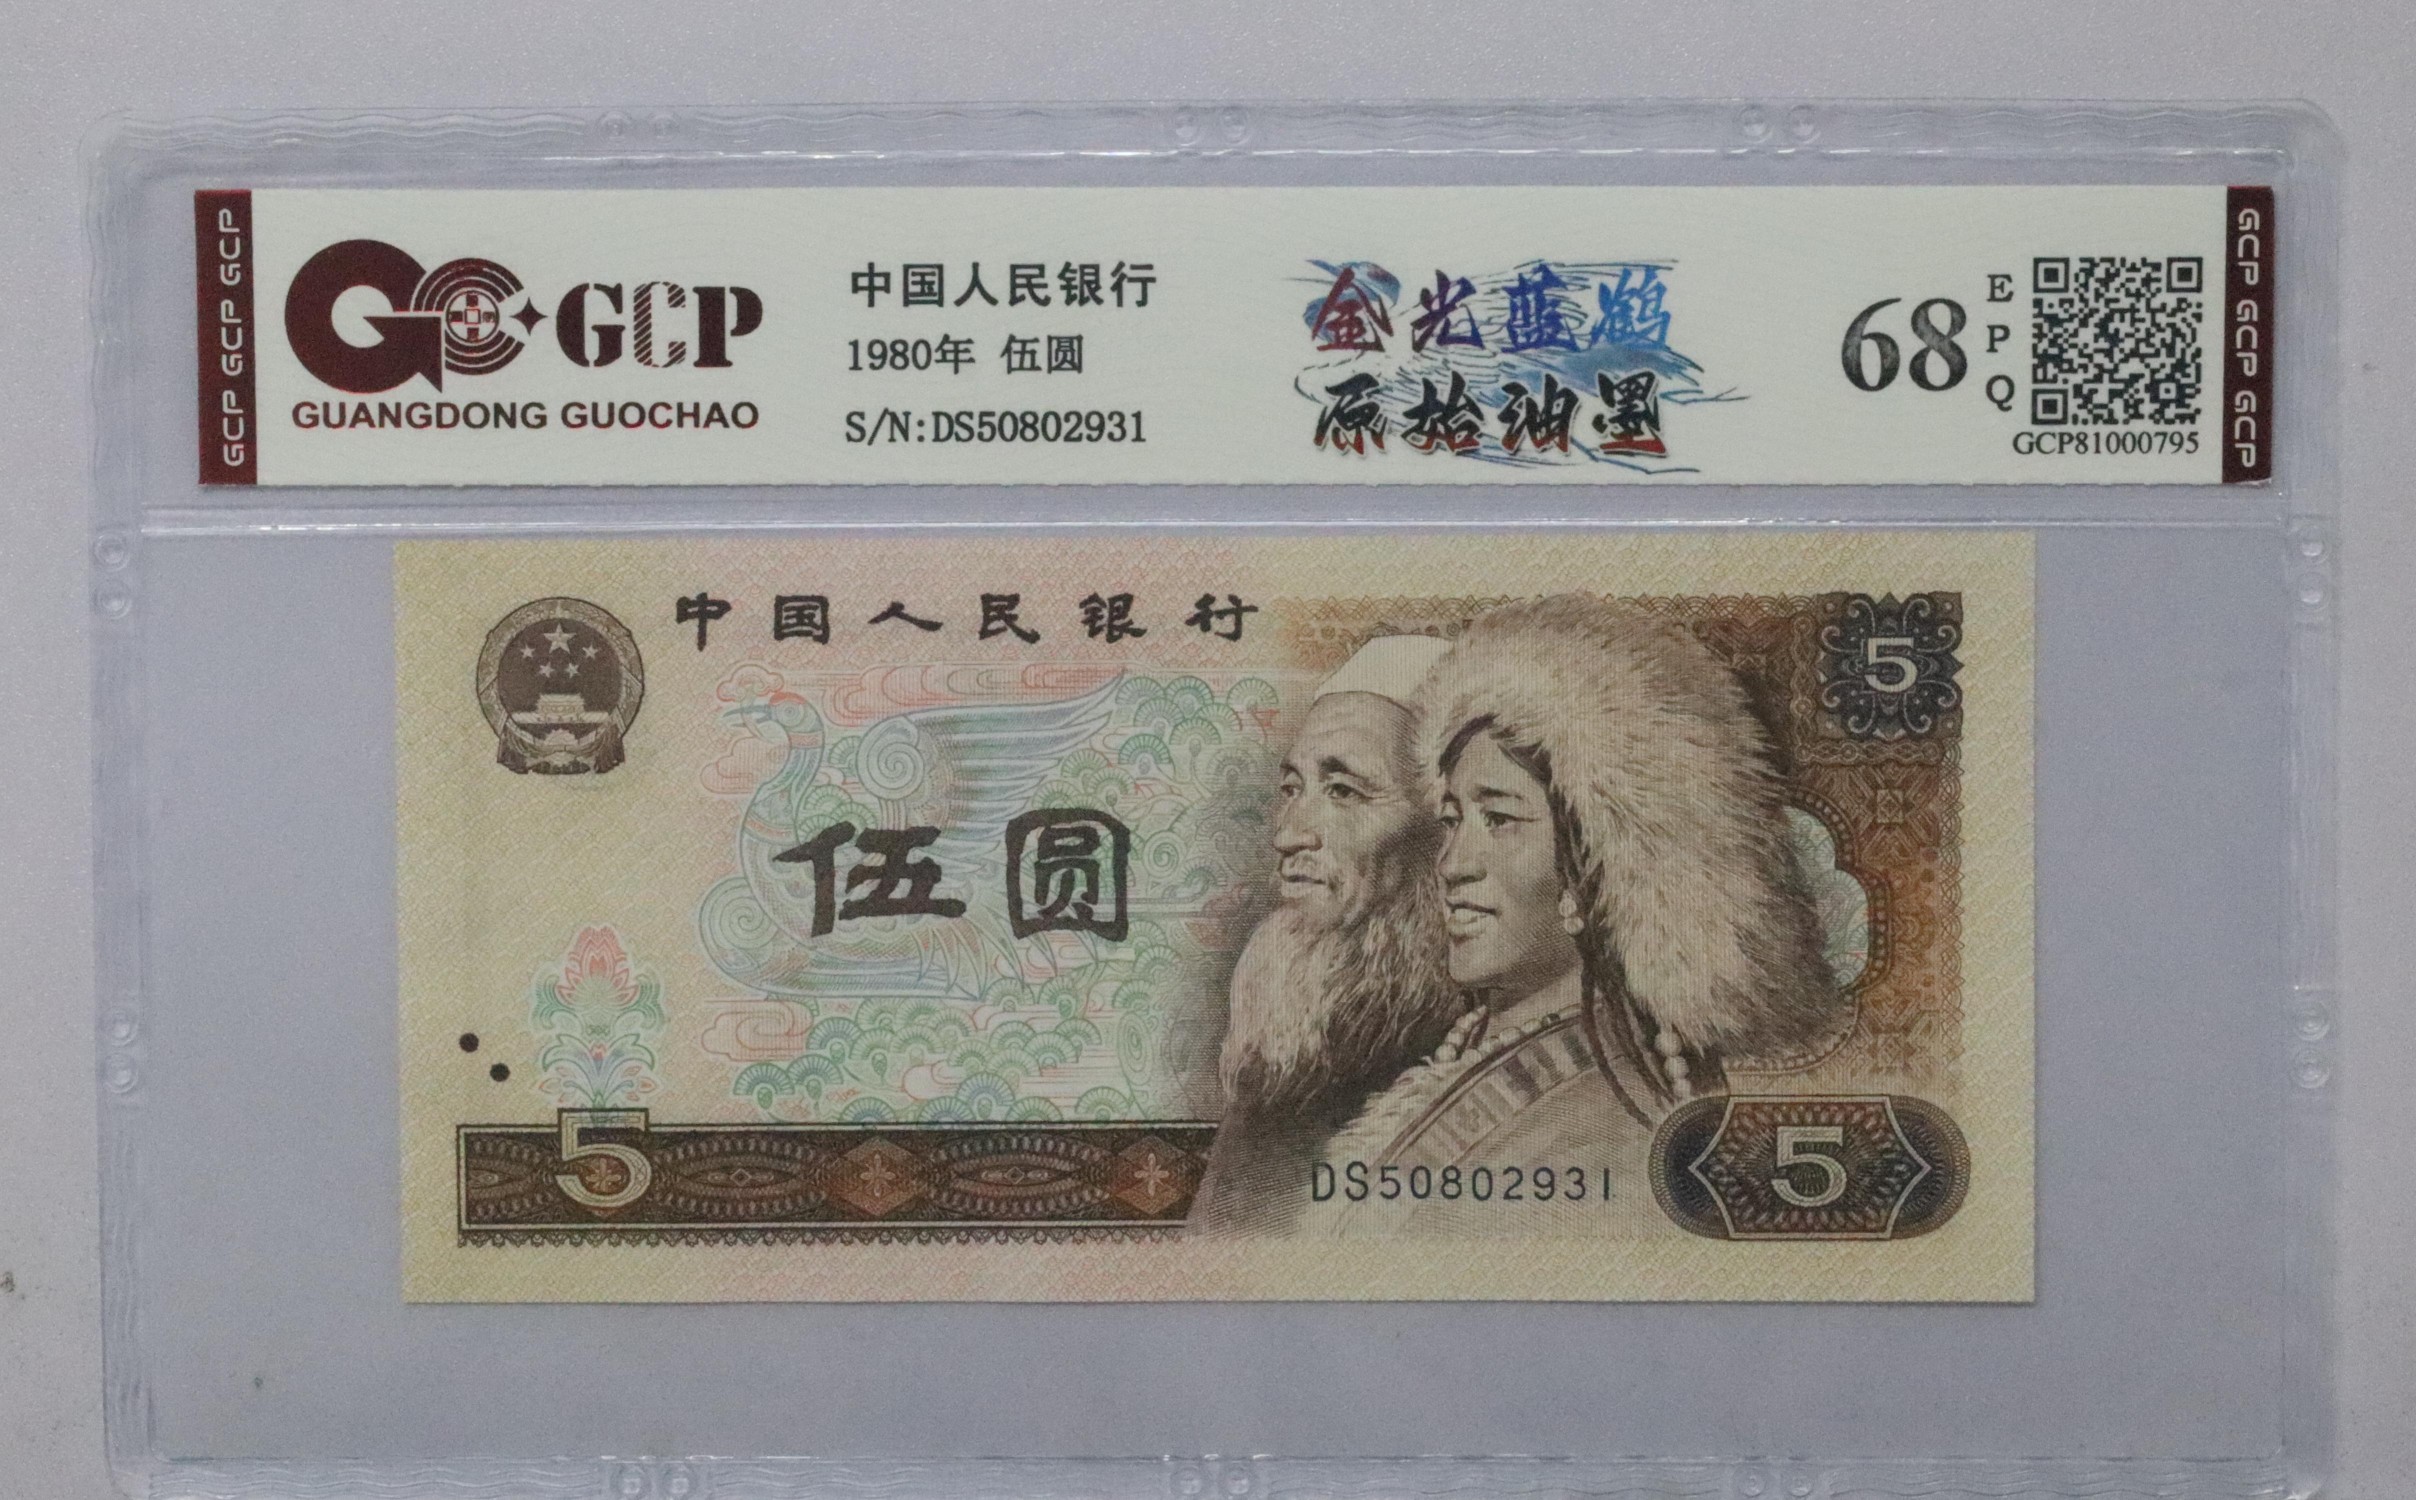 GCP GCP GCP
GCP
GUANGDONG GUOCHAO
中国人民银行
1980年 伍圆
S/N:DS50802931
金光蓝鹤
原始油墨
68
EPQ
GCP81000795
GCP GCP GCP
中国人民银行
5
伍圆
5
DS50802931
5